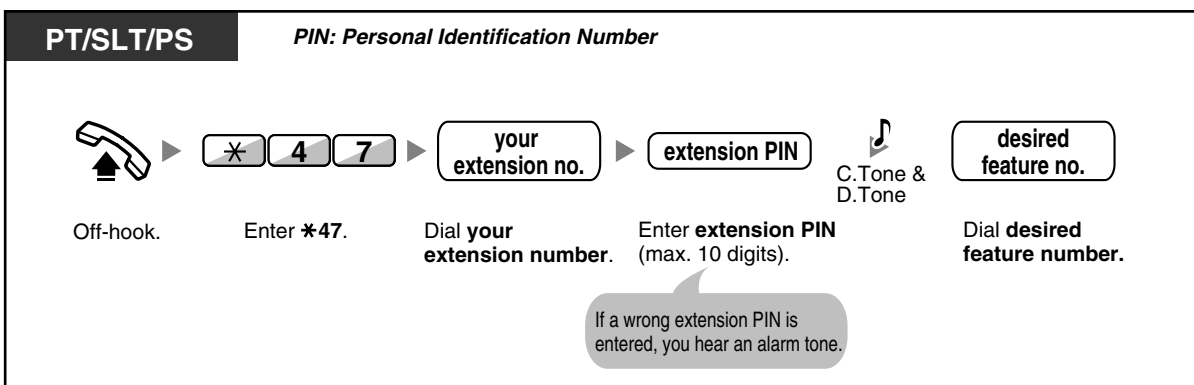 PT/SLT/PS
PIN: Personal Identification Number
* 4 7
your
extension no.
extension PIN
C.Tone &
D.Tone
desired
feature no.
Off-hook.
Enter *47.
Dial your
extension number.
Enter extension PIN
(max. 10 digits).
Dial desired
feature number.
If a wrong extension PIN is
entered, you hear an alarm tone.